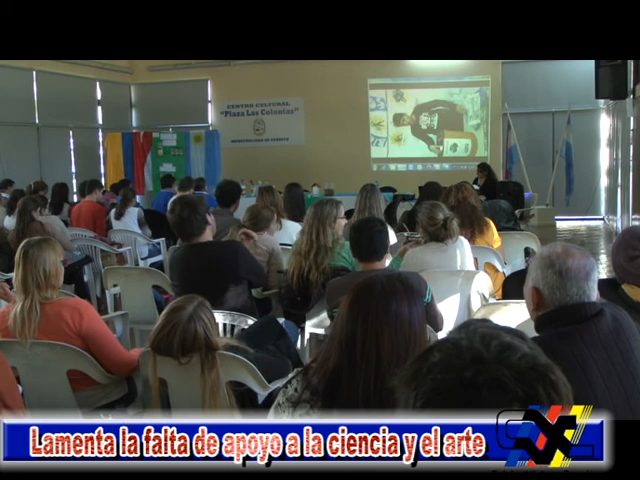 CENTRO CULTURAL
"Plaza Las Colonias"
Lamenta la falta de apoyo a la ciencia y el arte